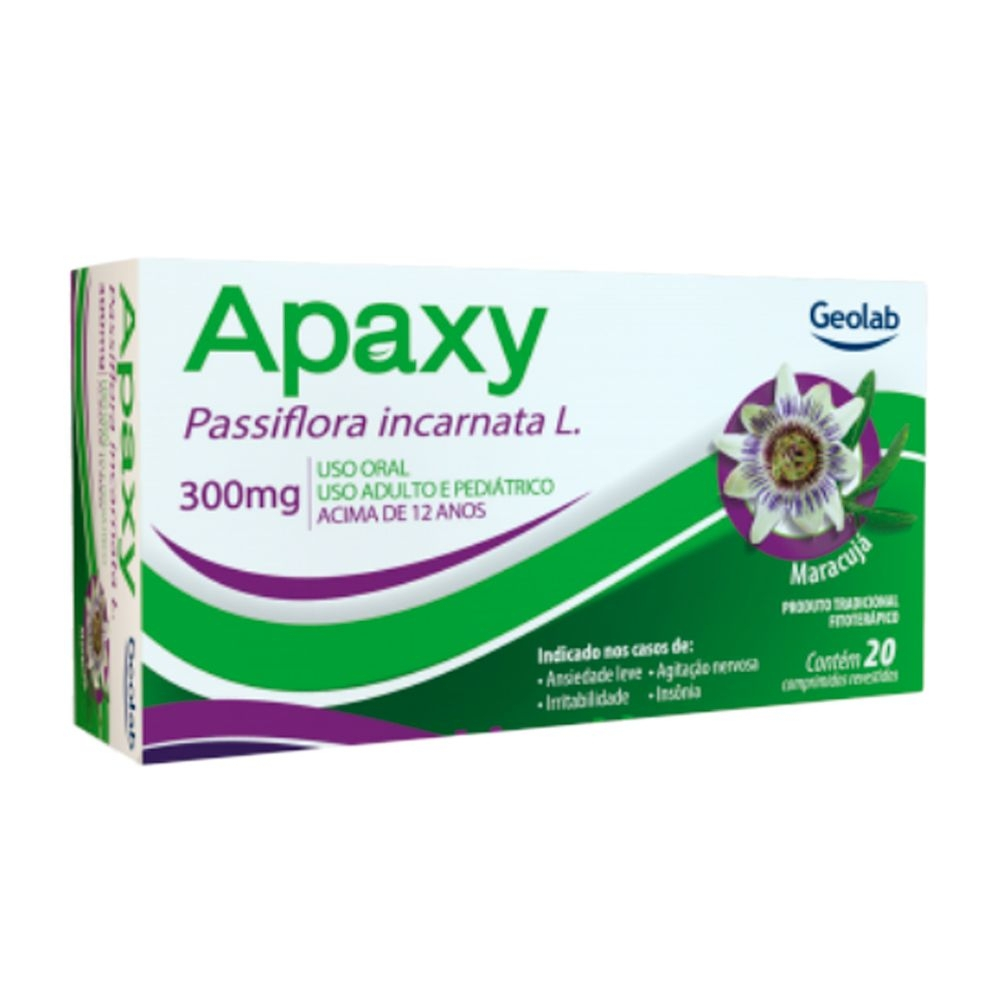 Apaxy
Passiflora incarnata L.
300mg
USO ORAL
USO ADULTO E PEDIÁTRICO
ACIMA DE 12 ANOS
Geolab
Maracujá
PRODUTO TRADICIONAL
FITOTERÁPICO
Contém 20
comprimidos revestidos
Indicado nos casos de:
• Ansiedade leve • Agitação nervosa
• Irritabilidade • Insônia
Apaxy
Passiflora incarnata L.
300mg
Geolab